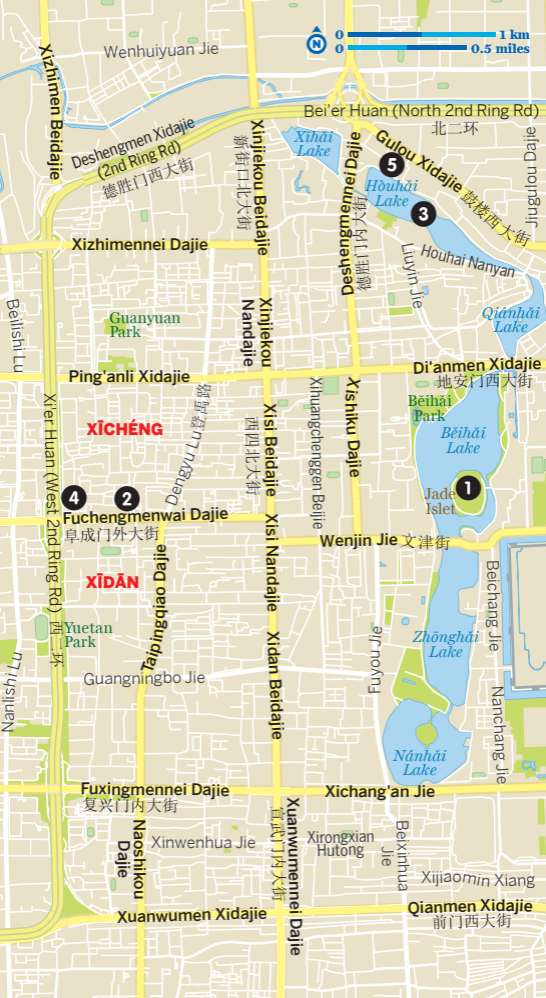 0 1 km
0 0.5 miles
N
Wenhuiyuan Jie
Xizhimen Beidajie
Bei'er Huan (North 2nd Ring Rd)
北二环
Deshengmen Xidajie
(2nd Ring Rd)
德胜门西大街
Xinjiekou Beidajie
新街口北大街
Xīhǎi
Lake
Deshengmennei Dajie
德胜门内大街
Gulou Xidajie 鼓楼西大街
Jiugulou Dajie
5
Hòuhǎi
Lake
3
Xizhimennei Dajie
Liuyin Jie
Houhai Nanyan
Qiánhǎi
Lake
Beilishi Lu
Guanyuan
Park
Xinjiekou
Nandajie
Di'anmen Xidajie
地安门西大街
Ping'anli Xidajie
Xihuangchenggen Beijie
Xishiku Dajie
Běihǎi
Park
Běihǎi
Lake
XĪCHÉNG
Xi'er Huan (West 2nd Ring Rd) 西二环
Dengyu Lu
Xisi Beidajie
西四北大街
4
2
1
Jade
Islet
Fuchengmenwai Dajie
阜成门外大街
Xisi Nandajie
Wenjin Jie 文津街
XĪDĀN
Taipingqiao Dajie
Beichang Jie
Yuetan
Park
Xidan Beidajie
Fuyou Jie
Zhōnghǎi
Lake
Nanlishi Lu
Guangningbo Jie
Nanchang Jie
Nánhǎi
Lake
Fuxingmennei Dajie
复兴门内大街
Xichang'an Jie
Naoshikou
Dajie
Xinwenhua Jie
Xuanwumennei Dajie
宣武门内大街
Xirongxian
Hutong
Beixinhua
Jie
Xijiaomin Xiang
Xuanwumen Xidajie
Qianmen Xidajie
前门西大街